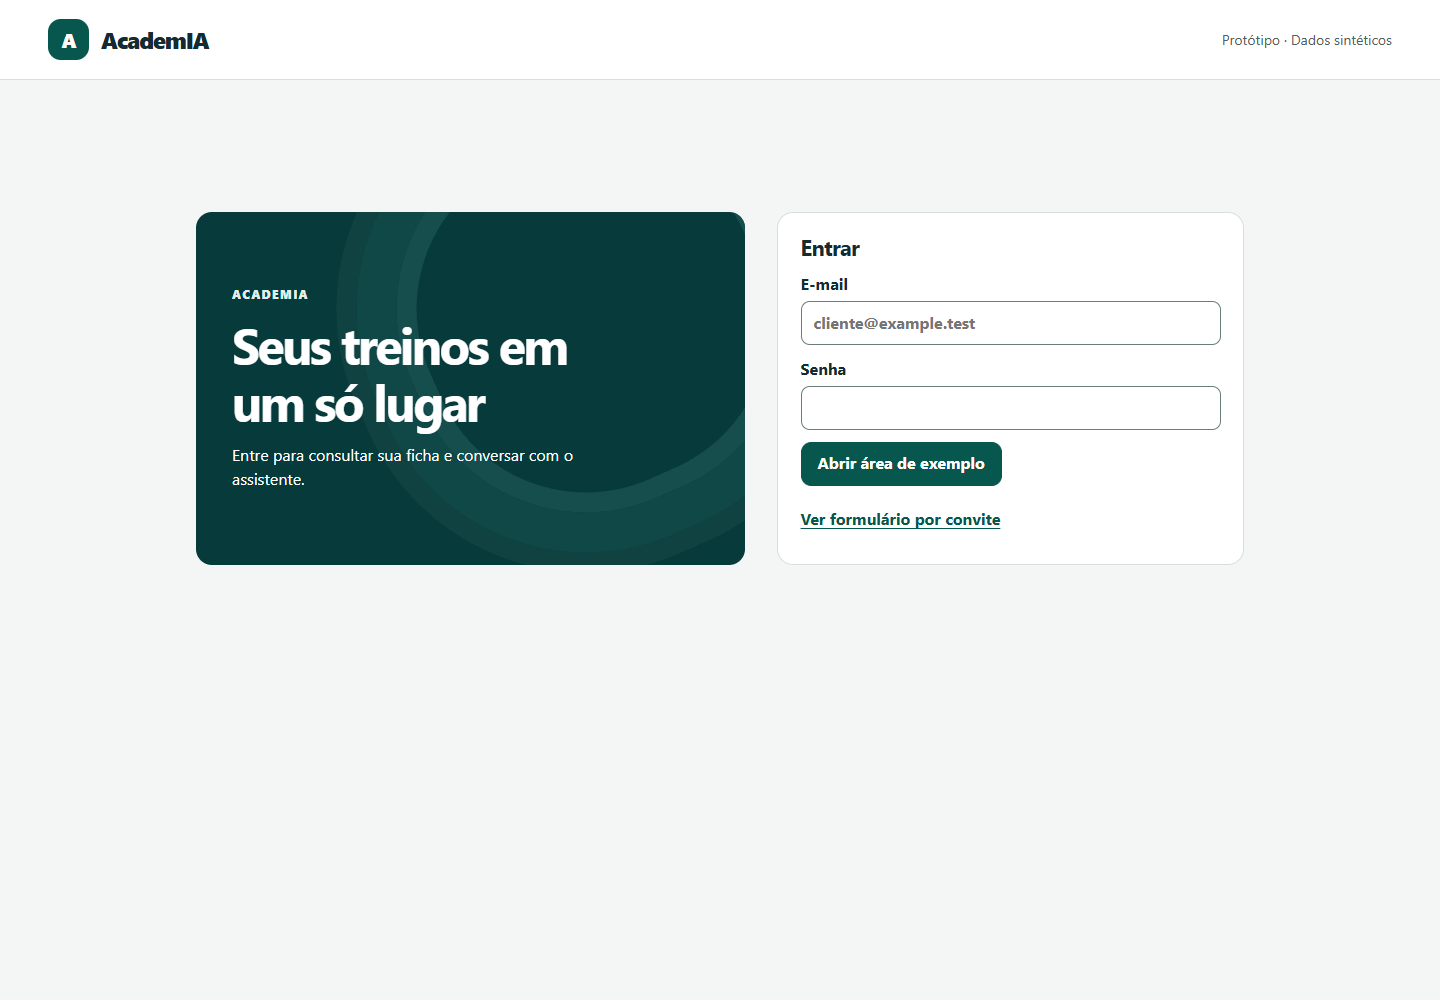 A
AcademIA
Protótipo · Dados sintéticos
ACADEMIA
Seus treinos em
um só lugar
Entre para consultar sua ficha e conversar com o
assistente.
Entrar
E-mail
cliente@example.test
Senha
Abrir área de exemplo
Ver formulário por convite